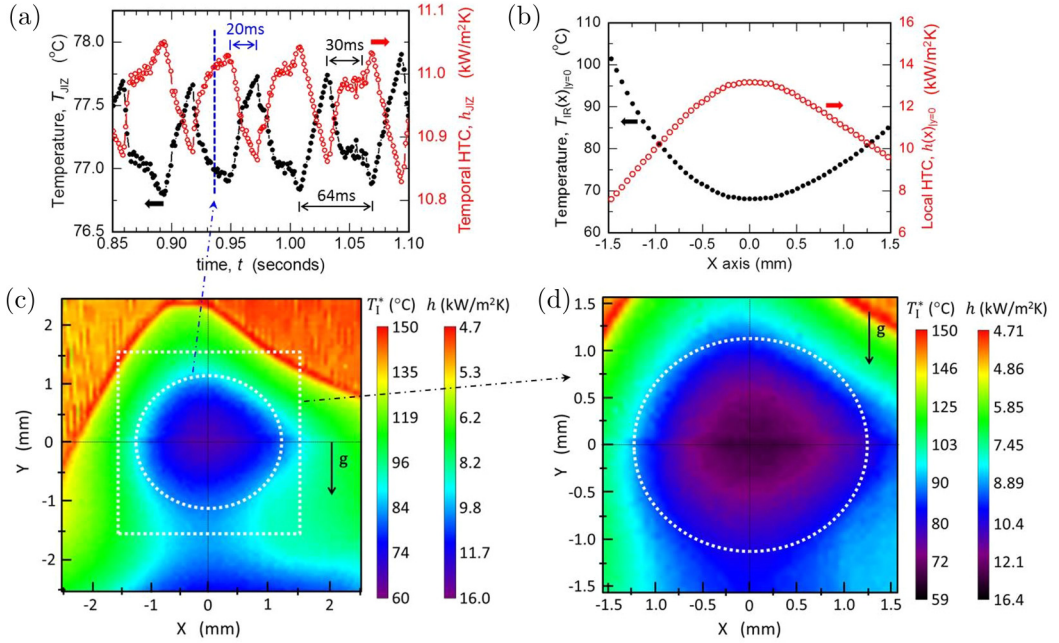 (a)
78.0
77.5
77.0
76.5
Temperature, T_JIZ (°C)
20ms
30ms
64ms
11.1
11.0
10.9
10.8
Temporal HTC, h_JIZ (kW/m²K)
0.85 0.90 0.95 1.00 1.05 1.10
time, t (seconds)
(b)
110
100
90
80
70
60
Temperature, T_IR(x)|y=0 (°C)
16
14
12
10
8
6
Local HTC, h(x)|y=0 (kW/m²K)
-1.5 -1.0 -0.5 0.0 0.5 1.0 1.5
X axis (mm)
(c)
2
1
0
-1
-2
Y (mm)
g
-2 -1 0 1 2
X (mm)
T_I^* (°C) h (kW/m²K)
150 4.7
135 5.3
119 6.2
96 7.2
84 9.8
74 11.7
60 16.0
(d)
1.5
1.0
0.5
0.0
-0.5
-1.0
-1.5
Y (mm)
g
-1.5 1.0 0.5 0.0 0.5 1.0 1.5
X (mm)
T_I^* (°C) h (kW/m²K)
150 4.71
145 5.85
103 7.45
90 8.89
80 10.4
70 12.1
59 16.4